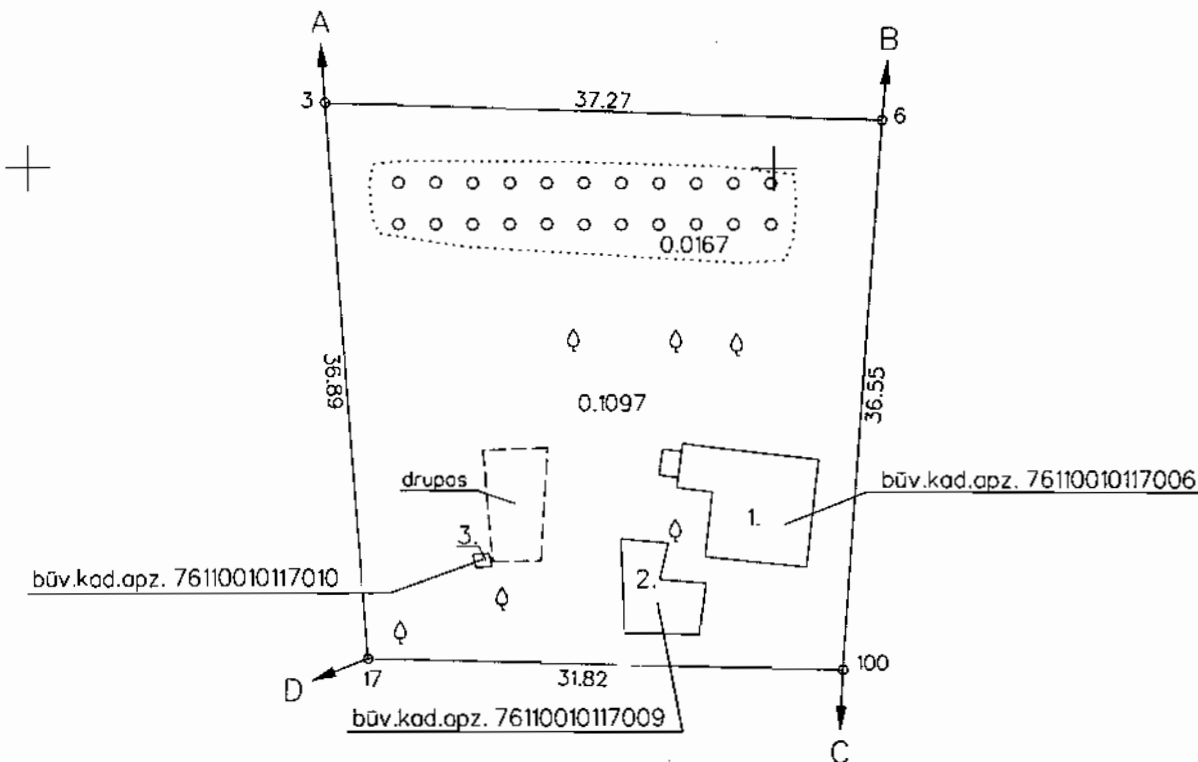 A
B
3
37.27
6
0.0167
36.89
36.55
0.1097
drupas
būv.kad.apz. 76110010117006
1.
3.
2.
būv.kad.apz. 76110010117010
17
31.82
100
D
būv.kad.apz. 76110010117009
C